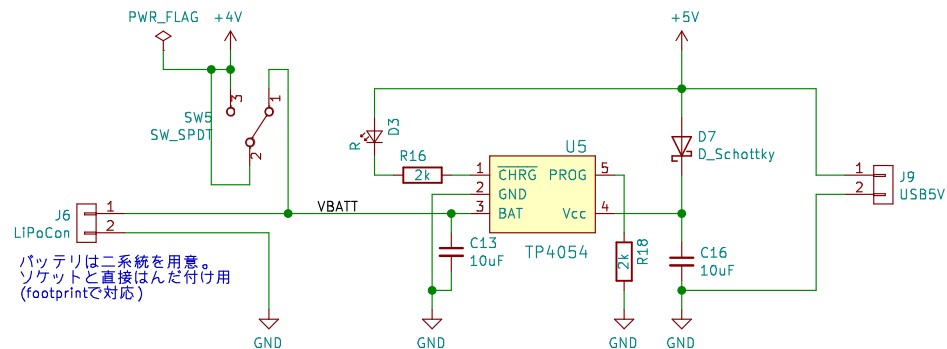 PWR_FLAG
+4V
+5V
3
1
SW5
SW_SPDT
2
D3
R
R16
2k
U5
1
CHRG
PROG
5
2
GND
3
BAT
Vcc
4
TP4054
D7
D_Schottky
1
2
J9
USB5V
VBATT
J6
LiPoCon
1
2
C13
10uF
2k
R18
C16
10uF
バッテリは二系統を用意。
ソケットと直接はんだ付け用
(footprintで対応)
GND
GND
GND
GND